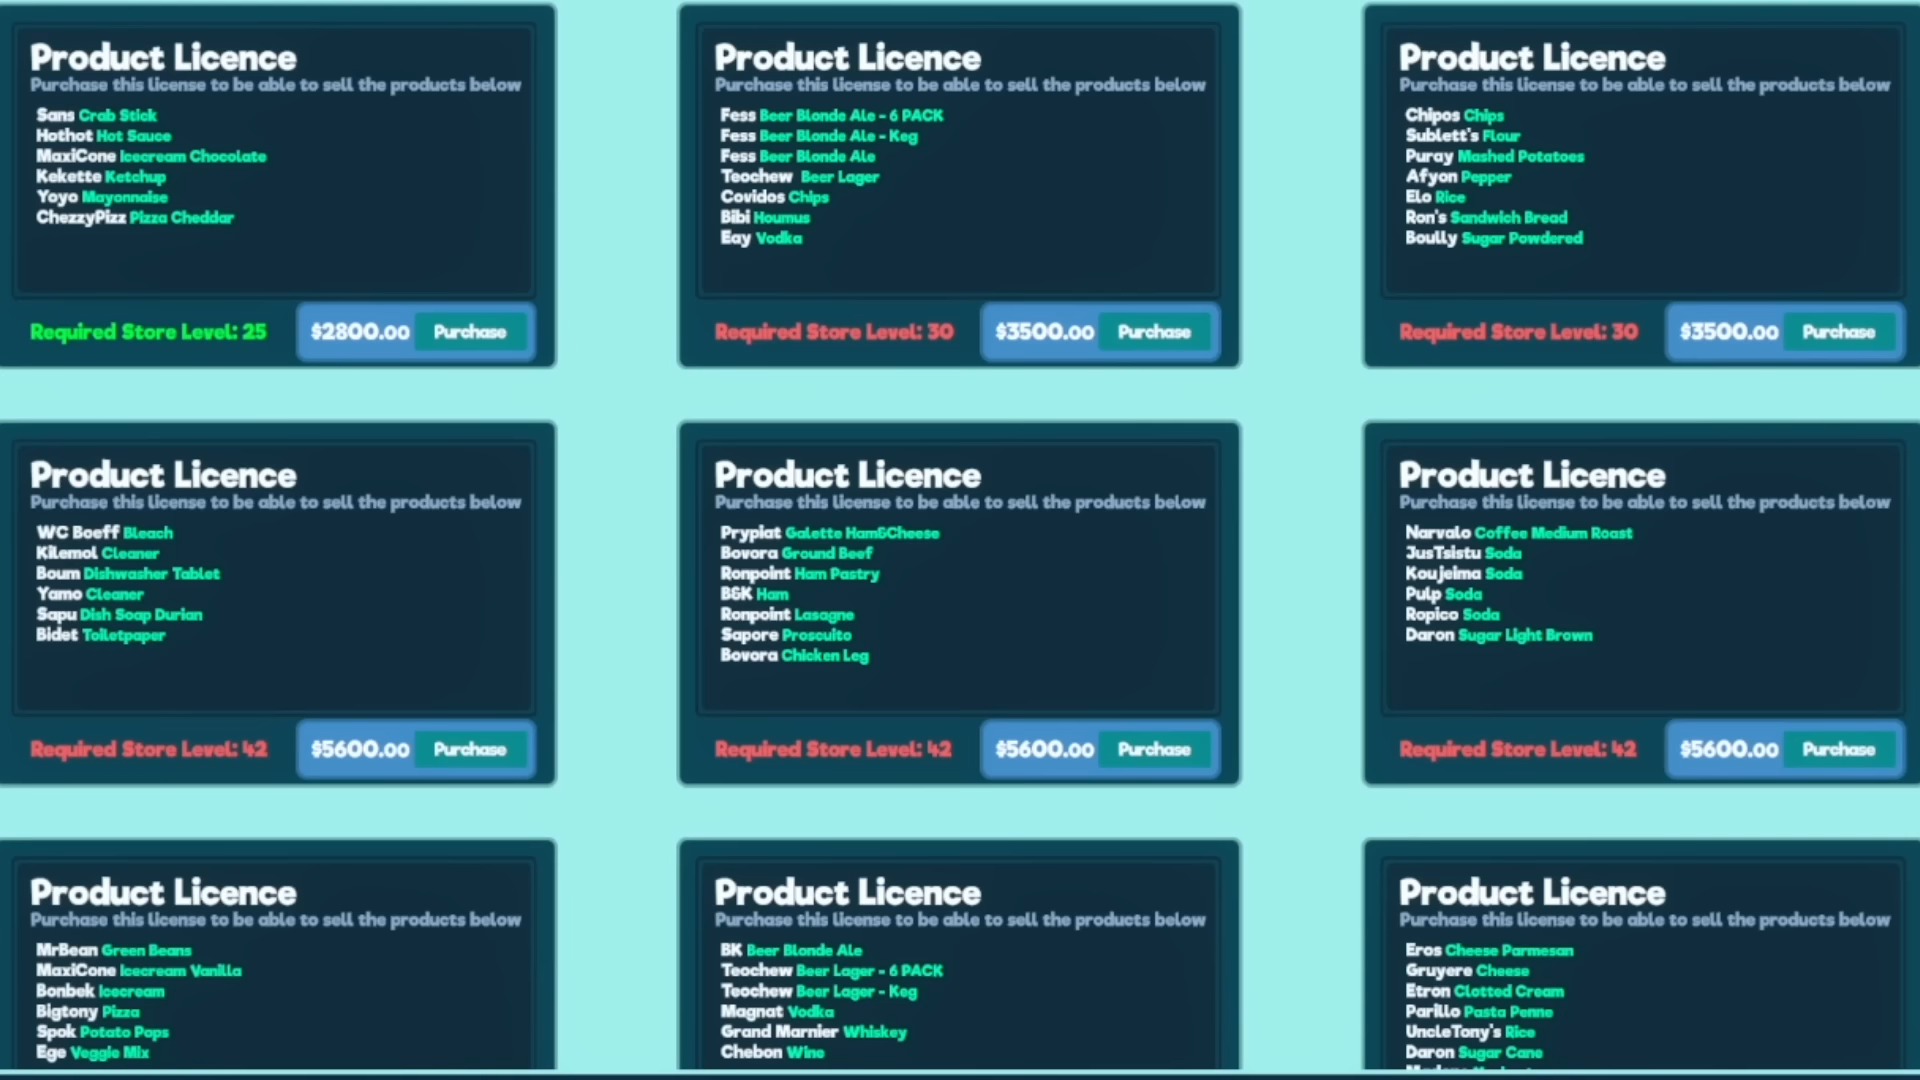 Product Licence
Purchase this license to be able to sell the products below
Sans Crab Stick
Hothot Hot Sauce
MaxiCone Icecream Chocolate
Kekette Ketchup
Yoyo Mayonnaise
ChezzyPizz Pizza Cheddar
Required Store Level: 25
$2800.00 Purchase
Product Licence
Purchase this license to be able to sell the products below
Fess Beer Blonde Ale - 6 PACK
Fess Beer Blonde Ale - Keg
Fess Beer Blonde Ale
Teochew Beer Lager
Covidos Chips
Bibi Houmus
Eay Vodka
Required Store Level: 30
$3500.00 Purchase
Product Licence
Purchase this license to be able to sell the products below
Chipos Chips
Sublett's Flour
Puray Mashed Potatoes
Afyon Pepper
Elo Rice
Ron's Sandwich Bread
Boully Sugar Powdered
Required Store Level: 30
$3500.00 Purchase
Product Licence
Purchase this license to be able to sell the products below
WC Boeff Bleach
Kilemol Cleaner
Boum Dishwasher Tablet
Yamo Cleaner
Sapu Dish Soap Durian
Bidet Toiletpaper
Required Store Level: 42
$5600.00 Purchase
Product Licence
Purchase this license to be able to sell the products below
Prypiat Galette Ham&Cheese
Bovora Ground Beef
Ronpoint Ham Pastry
B&K Ham
Ronpoint Lasagne
Sapore Proscuito
Bovora Chicken Leg
Required Store Level: 42
$5600.00 Purchase
Product Licence
Purchase this license to be able to sell the products below
Narvalo Coffee Medium Roast
JusTsistu Soda
Koujeima Soda
Pulp Soda
Ropico Soda
Daron Sugar Light Brown
Required Store Level: 42
$5600.00 Purchase
Product Licence
Purchase this license to be able to sell the products below
MrBean Green Beans
MaxiCone Icecream Vanilla
Bonbek Icecream
Bigtony Pizza
Spok Potato Pops
Ege Veggie Mix
Product Licence
Purchase this license to be able to sell the products below
BK Beer Blonde Ale
Teochew Beer Lager - 6 PACK
Teochew Beer Lager - Keg
Magnat Vodka
Grand Marnier Whiskey
Chebon Wine
Product Licence
Purchase this license to be able to sell the products below
Eros Cheese Parmesan
Gruyere Cheese
Etron Clotted Cream
Parillo Pasta Penne
UncleTony's Rice
Daron Sugar Cane